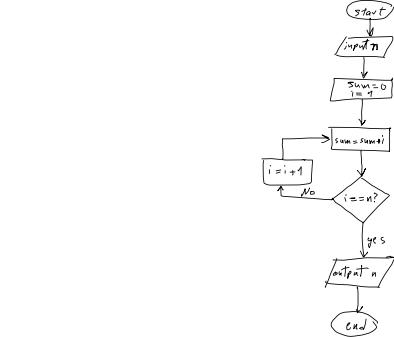 start
input n
sum=0
i=1
sum=sum+i
i=i+1
i==n?
No
yes
output n
end